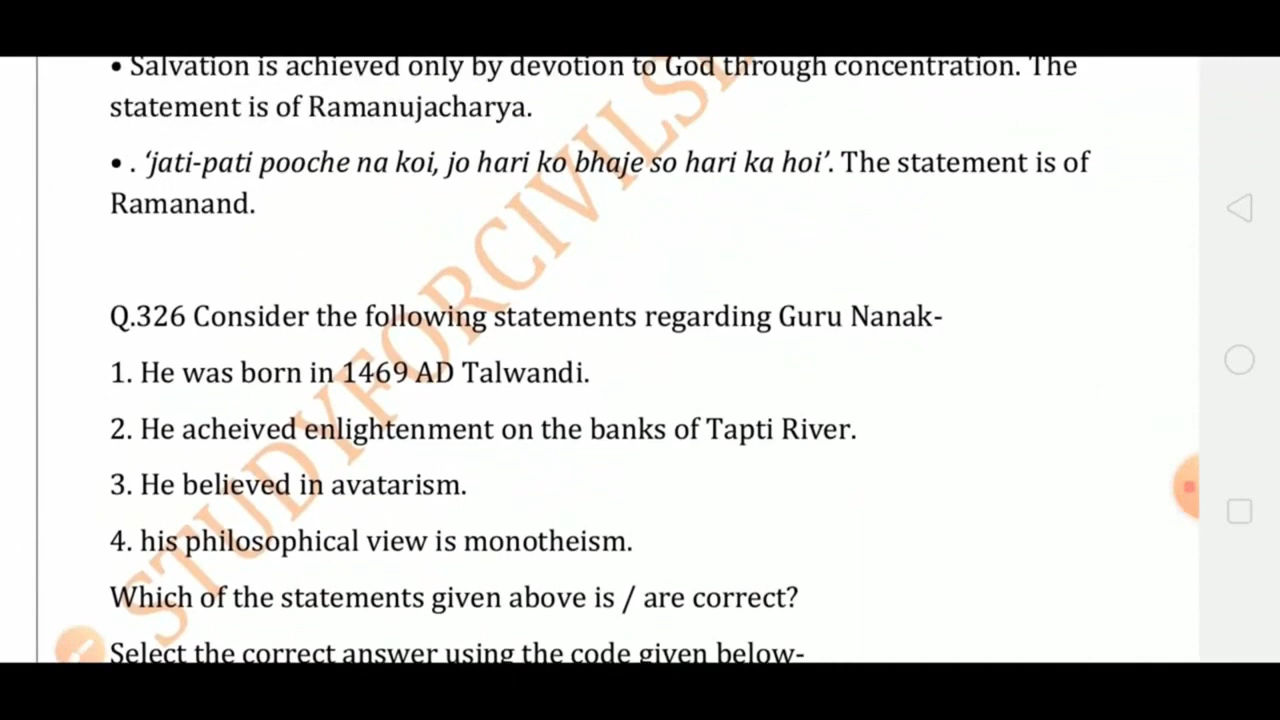 • Salvation is achieved only by devotion to God through concentration. The
statement is of Ramanujacharya.
• . ‘jati-pati pooche na koi, jo hari ko bhaje so hari ka hoi’. The statement is of
Ramanand.
Q.326 Consider the following statements regarding Guru Nanak-
1. He was born in 1469 AD Talwandi.
2. He acheived enlightenment on the banks of Tapti River.
3. He believed in avatarism.
4. his philosophical view is monotheism.
Which of the statements given above is / are correct?
Select the correct answer using the code given below-
STUDYFORCIVILSE